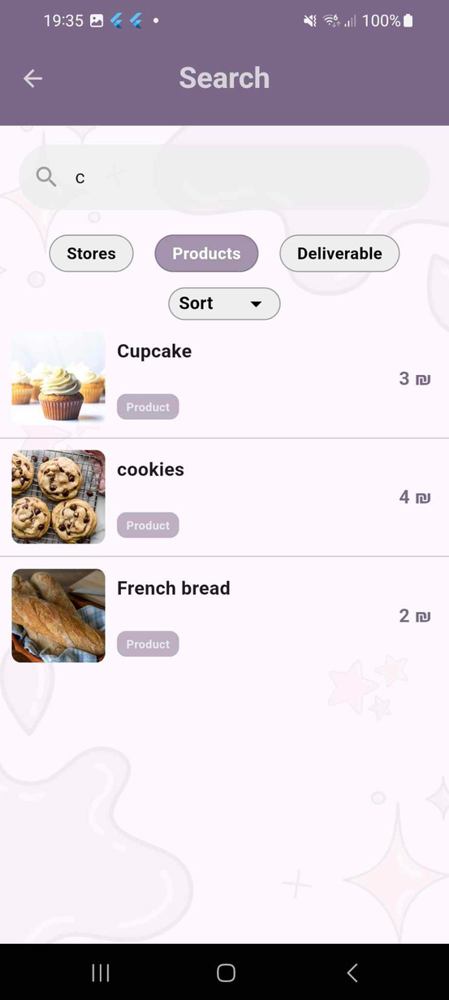 19:35 100%
Search
c
Stores Products Deliverable
Sort
Cupcake
3 ₪
Product
cookies
4 ₪
Product
French bread
2 ₪
Product